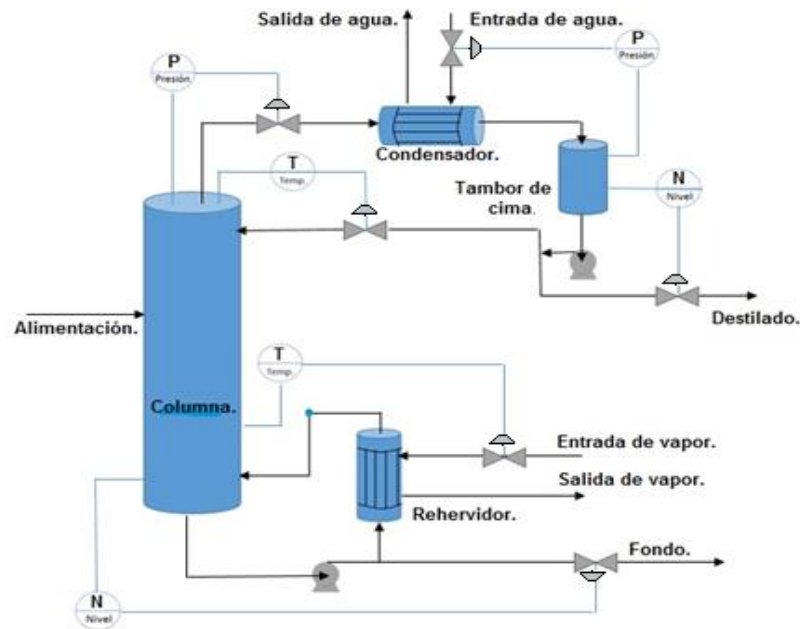 Salida de agua.
Entrada de agua.
P
Presión.
P
Presión.
Condensador.
T
Temp.
Tambor de
cima.
N
Nivel
Alimentación.
Destilado.
T
Temp.
Columna.
Entrada de vapor.
Salida de vapor.
Rehervidor.
Fondo.
N
Nivel